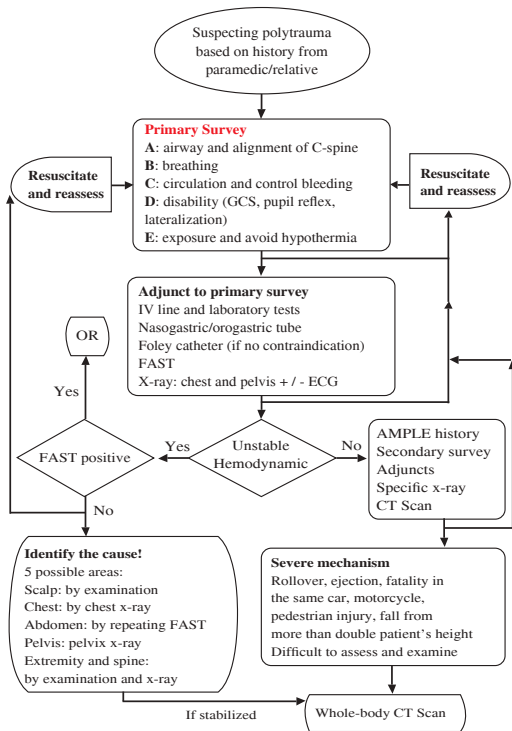 Suspecting polytrauma
based on history from
paramedic/relative
Primary Survey
A: airway and alignment of C-spine
B: breathing
C: circulation and control bleeding
D: disability (GCS, pupil reflex,
lateralization)
E: exposure and avoid hypothermia
Resuscitate
and reassess
Resuscitate
and reassess
Adjunct to primary survey
IV line and laboratory tests
Nasogastric/orogastric tube
Foley catheter (if no contraindication)
FAST
X-ray: chest and pelvis + / - ECG
OR
Yes
FAST positive
Yes
Unstable
Hemodynamic
No
AMPLE history
Secondary survey
Adjuncts
Specific x-ray
CT Scan
No
Identify the cause!
5 possible areas:
Scalp: by examination
Chest: by chest x-ray
Abdomen: by repeating FAST
Pelvis: pelvix x-ray
Extremity and spine:
by examination and x-ray
Severe mechanism
Rollover, ejection, fatality in
the same car, motorcycle,
pedestrian injury, fall from
more than double patient's height
Difficult to assess and examine
If stabilized
Whole-body CT Scan